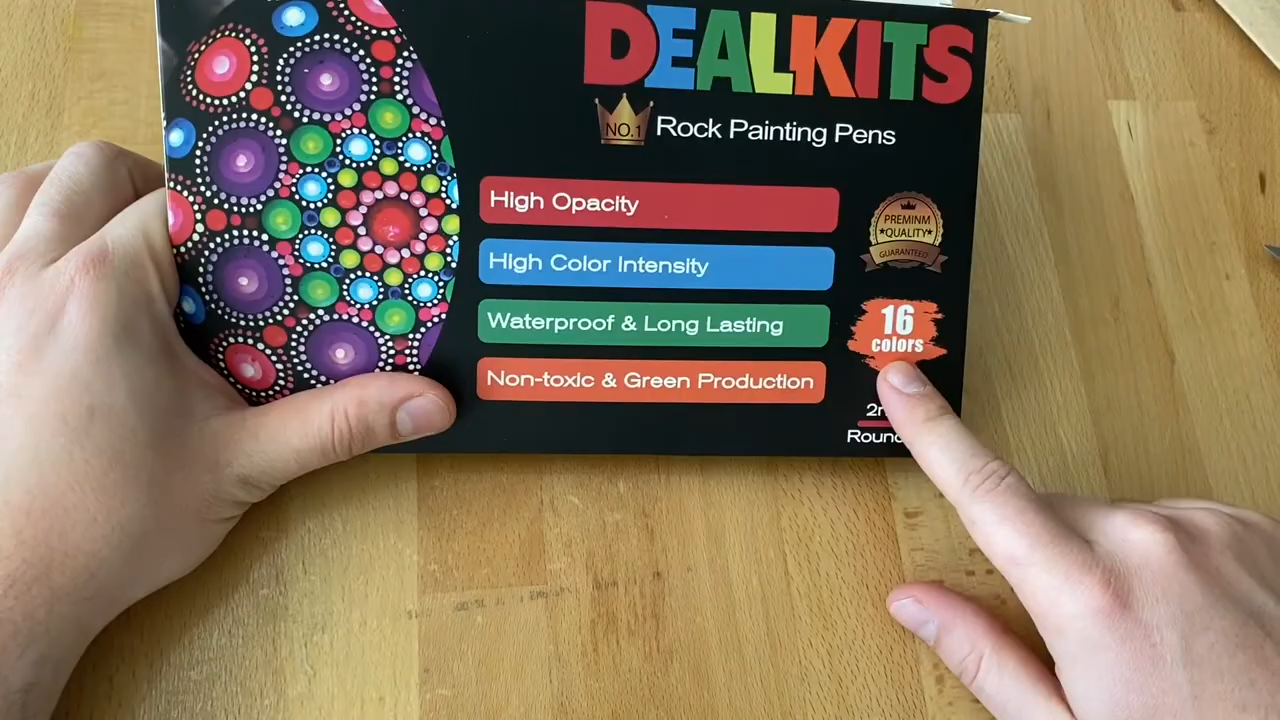 DEALKITS
NO.1
Rock Painting Pens
High Opacity
High Color Intensity
Waterproof & Long Lasting
Non-toxic & Green Production
PREMINM
★QUALITY★
GUARANTEED
16
colors